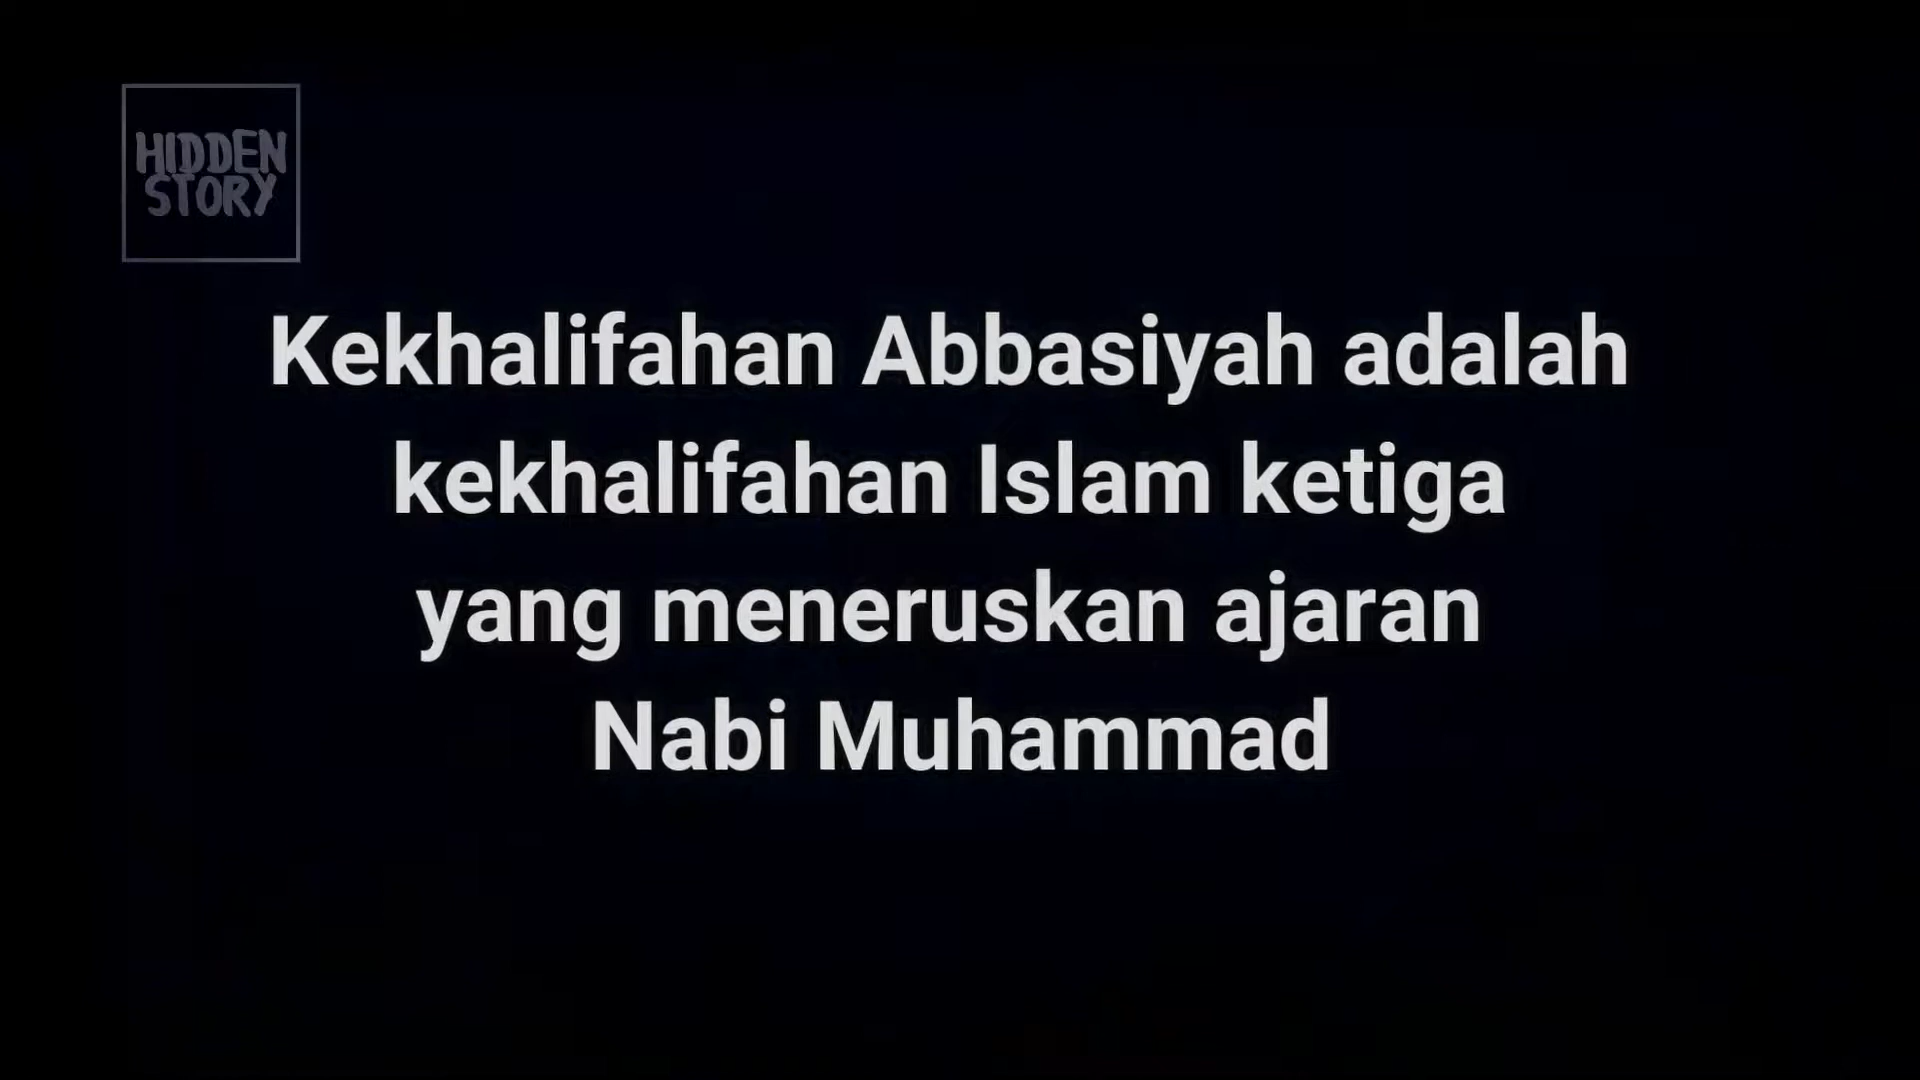 HIDDEN
STORY
Kekhalifahan Abbasiyah adalah
kekhalifahan Islam ketiga
yang meneruskan ajaran
Nabi Muhammad